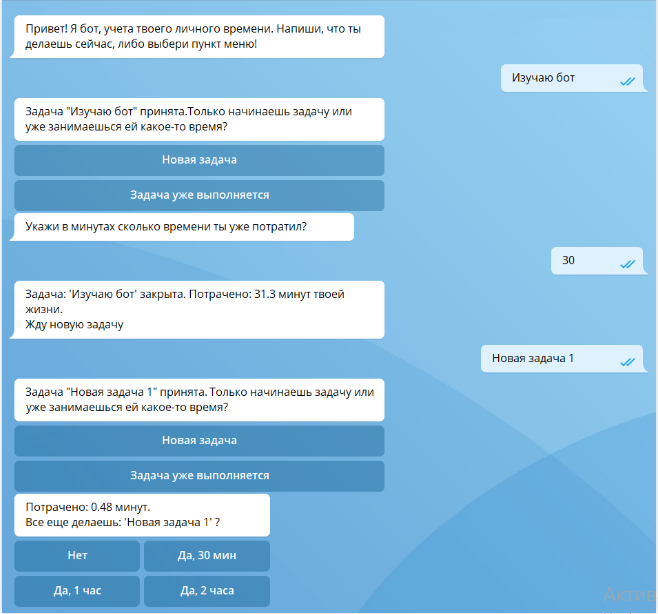 Привет! Я бот, учета твоего личного времени. Напиши, что ты
делаешь сейчас, либо выбери пункт меню!
Изучаю бот
Задача "Изучаю бот" принята.Только начинаешь задачу или
уже занимаешься ей какое-то время?
Новая задача
Задача уже выполняется
Укажи в минутах сколько времени ты уже потратил?
30
Задача: 'Изучаю бот' закрыта. Потрачено: 31.3 минут твоей
жизни.
Жду новую задачу
Новая задача 1
Задача "Новая задача 1" принята. Только начинаешь задачу или
уже занимаешься ей какое-то время?
Новая задача
Задача уже выполняется
Потрачено: 0.48 минут.
Все еще делаешь: 'Новая задача 1' ?
Нет
Да, 30 мин
Да, 1 час
Да, 2 часа
Актив